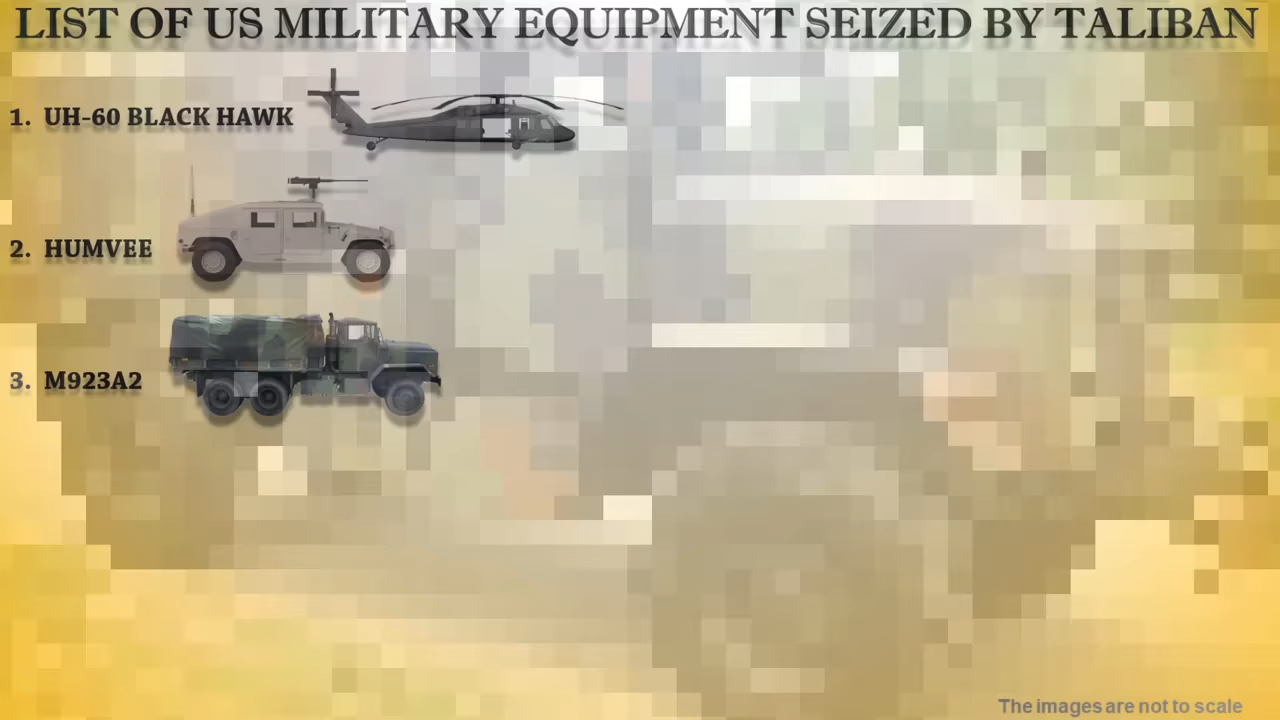 LIST OF US MILITARY EQUIPMENT SEIZED BY TALIBAN
1. UH-60 BLACK HAWK
2. HUMVEE
3. M923A2
The images are not to scale